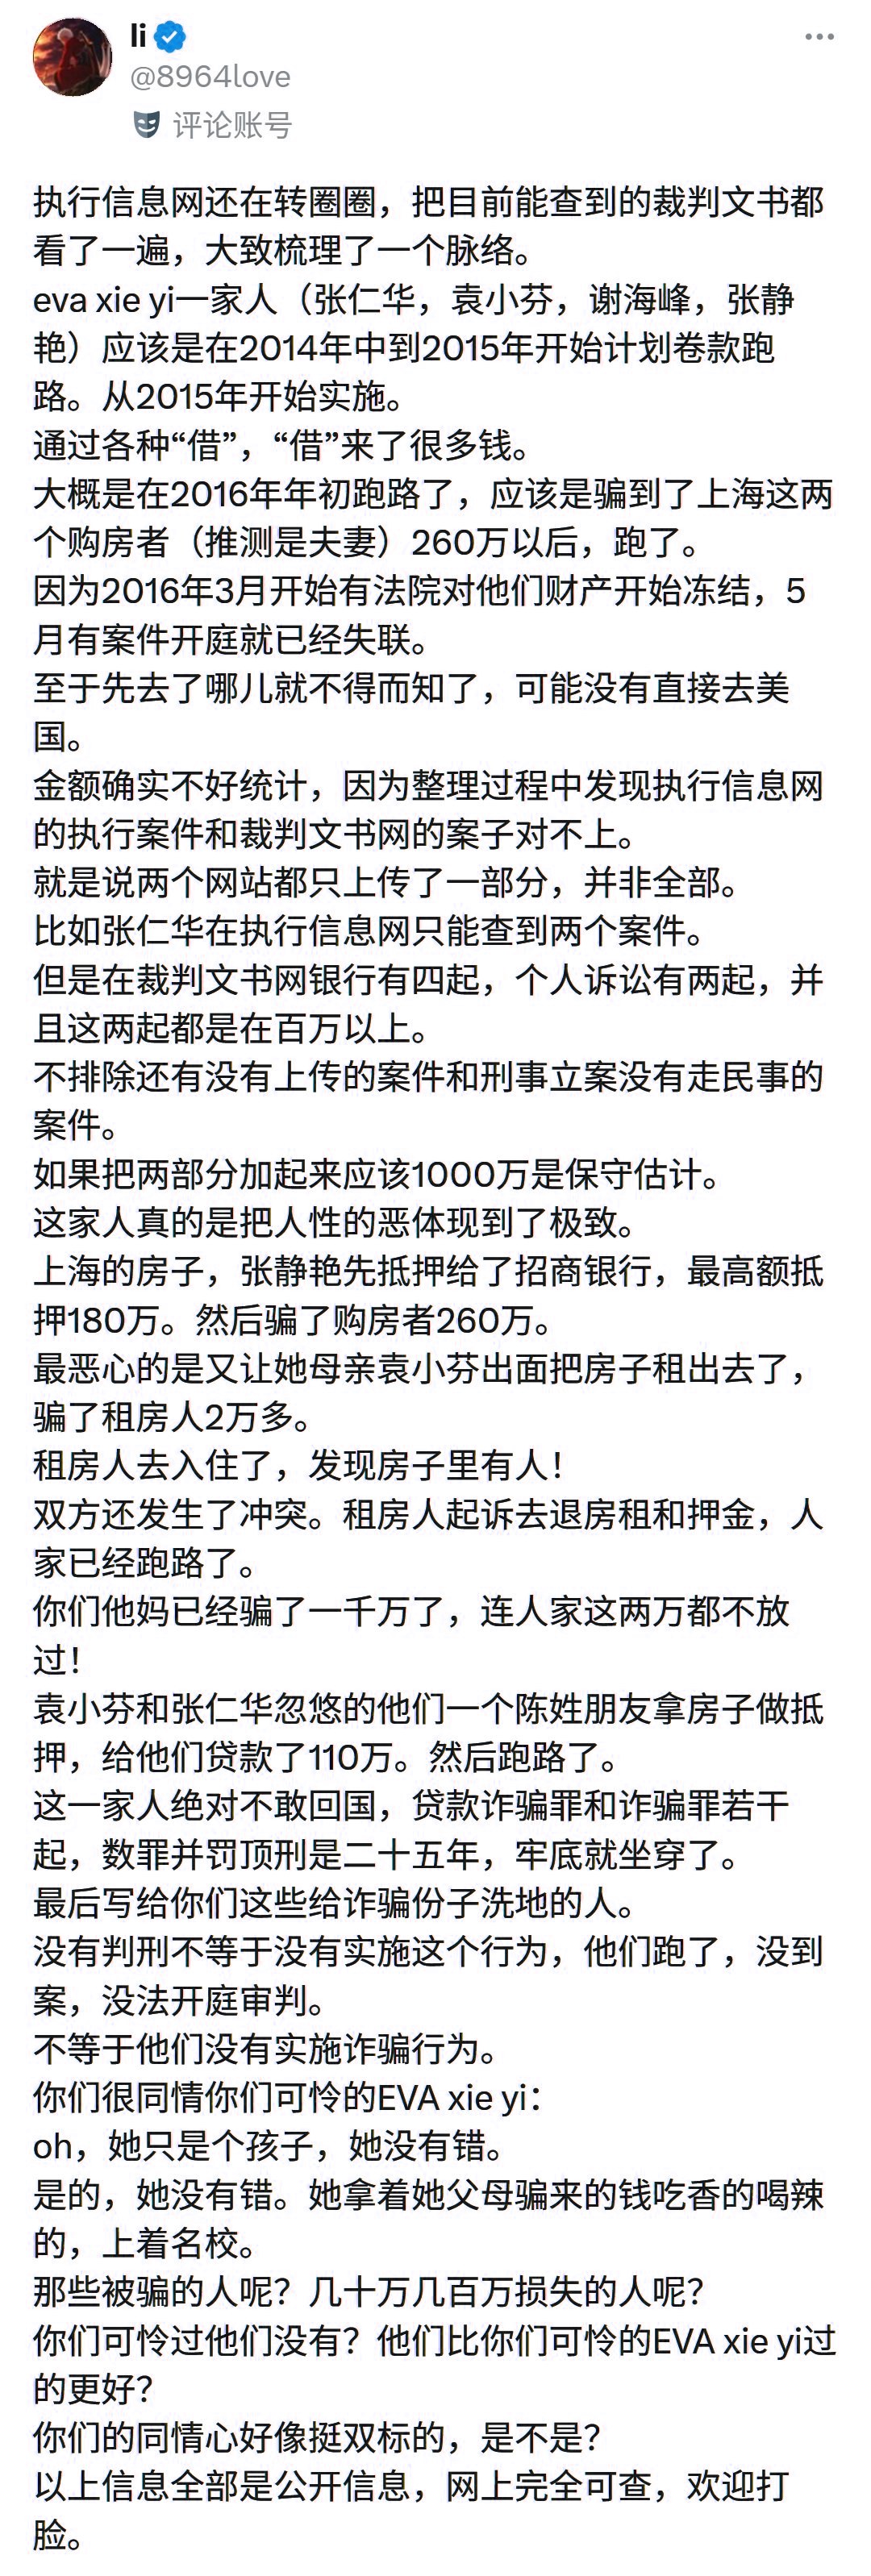 li
@8964love
评论账号
执行信息网还在转圈圈，把目前能查到的裁判文书都
看了一遍，大致梳理了一个脉络。
eva xie yi一家人（张仁华，袁小芬，谢海峰，张静
艳）应该是在2014年中到2015年开始计划卷款跑
路。从2015年开始实施。
通过各种“借”，“借”来了很多钱。
大概是在2016年年初跑路了，应该是骗到了上海这两
个购房者（推测是夫妻）260万以后，跑了。
因为2016年3月开始有法院对他们财产开始冻结，5
月有案件开庭就已经失联。
至于先去了哪儿就不得而知了，可能没有直接去美
国。
金额确实不好统计，因为整理过程中发现执行信息网
的执行案件和裁判文书网的案子对不上。
就是说两个网站都只上传了一部分，并非全部。
比如张仁华在执行信息网只能查到两个案件。
但是在裁判文书网银行有四起，个人诉讼有两起，并
且这两起都是在百万以上。
不排除还有没有上传的案件和刑事立案没有走民事的
案件。
如果把两部分加起来应该1000万是保守估计。
这家人真的是把人性的恶体现到了极致。
上海的房子，张静艳先抵押给了招商银行，最高额抵
押180万。然后骗了购房者260万。
最恶心的是又让她母亲袁小芬出面把房子租出去了，
骗了租房人2万多。
租房人去入住了，发现房子里有人！
双方还发生了冲突。租房人起诉去退房租和押金，人
家已经跑路了。
你们他妈已经骗了一千万了，连人家这两万都不放
过！
袁小芬和张仁华忽悠的他们一个陈姓朋友拿房子做抵
押，给他们贷款了110万。然后跑路了。
这一家人绝对不敢回国，贷款诈骗罪和诈骗罪若干
起，数罪并罚顶刑是二十五年，牢底就坐穿了。
最后写给你们这些给诈骗份子洗地的人。
没有判刑不等于没有实施这个行为，他们跑了，没到
案，没法开庭审判。
不等于他们没有实施诈骗行为。
你们很同情你们可怜的EVA xie yi：
oh，她只是个孩子，她没有错。
是的，她没有错。她拿着她父母骗来的钱吃香的喝辣
的，上着名校。
那些被骗的人呢？几十万几百万损失的人呢？
你们可怜过他们没有？他们比你们可怜的EVA xie yi过
的更好？
你们的同情心好像挺双标的，是不是？
以上信息全部是公开信息，网上完全可查，欢迎打
脸。